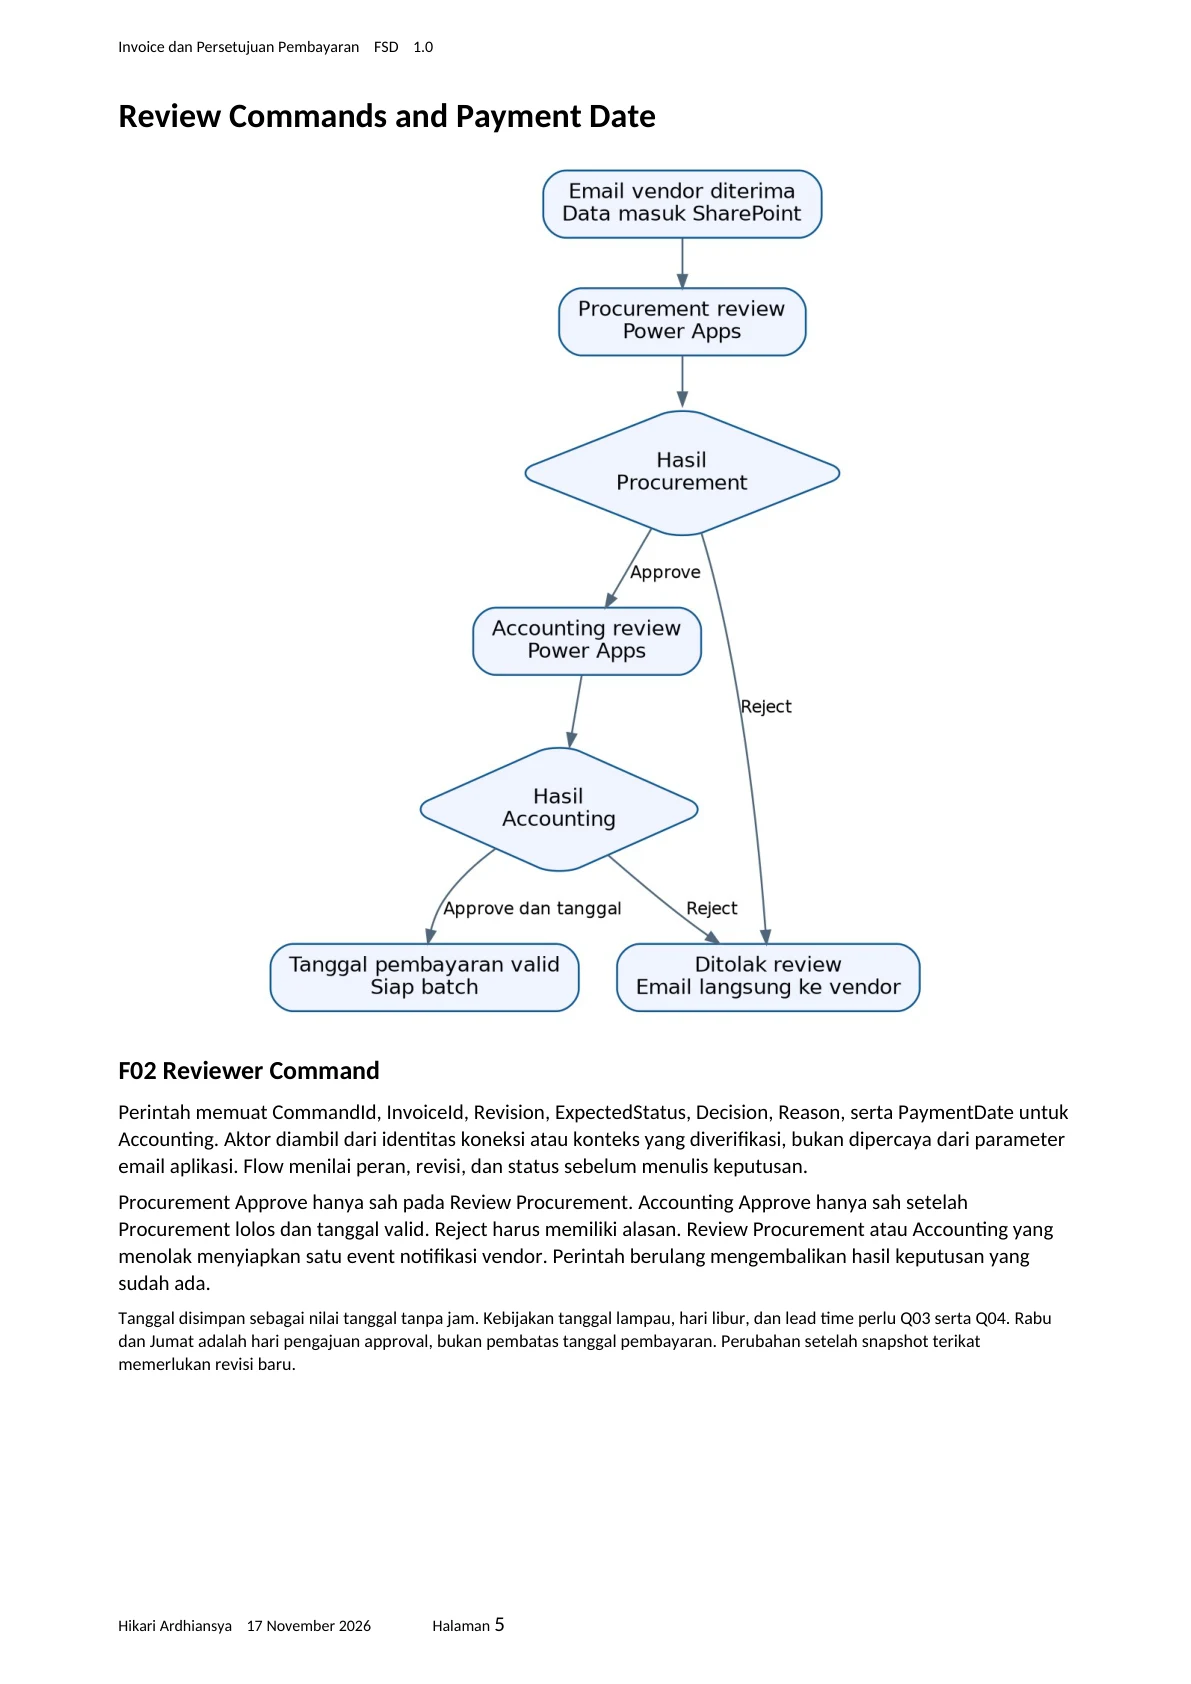 Invoice dan Persetujuan Pembayaran FSD 1.0
Review Commands and Payment Date
Email vendor diterima
Data masuk SharePoint
Procurement review
Power Apps
Hasil
Procurement
Approve
Accounting review
Power Apps
Reject
Hasil
Accounting
Approve dan tanggal
Reject
Tanggal pembayaran valid
Siap batch
Ditolak review
Email langsung ke vendor
F02 Reviewer Command
Perintah memuat CommandId, InvoiceId, Revision, ExpectedStatus, Decision, Reason, serta PaymentDate untuk
Accounting. Aktor diambil dari identitas koneksi atau konteks yang diverifikasi, bukan dipercaya dari parameter
email aplikasi. Flow menilai peran, revisi, dan status sebelum menulis keputusan.
Procurement Approve hanya sah pada Review Procurement. Accounting Approve hanya sah setelah
Procurement lolos dan tanggal valid. Reject harus memiliki alasan. Review Procurement atau Accounting yang
menolak menyiapkan satu event notifikasi vendor. Perintah berulang mengembalikan hasil keputusan yang
sudah ada.
Tanggal disimpan sebagai nilai tanggal tanpa jam. Kebijakan tanggal lampau, hari libur, dan lead time perlu Q03 serta Q04. Rabu
dan Jumat adalah hari pengajuan approval, bukan pembatas tanggal pembayaran. Perubahan setelah snapshot terikat
memerlukan revisi baru.
Hikari Ardhiansya 17 November 2026 Halaman 5